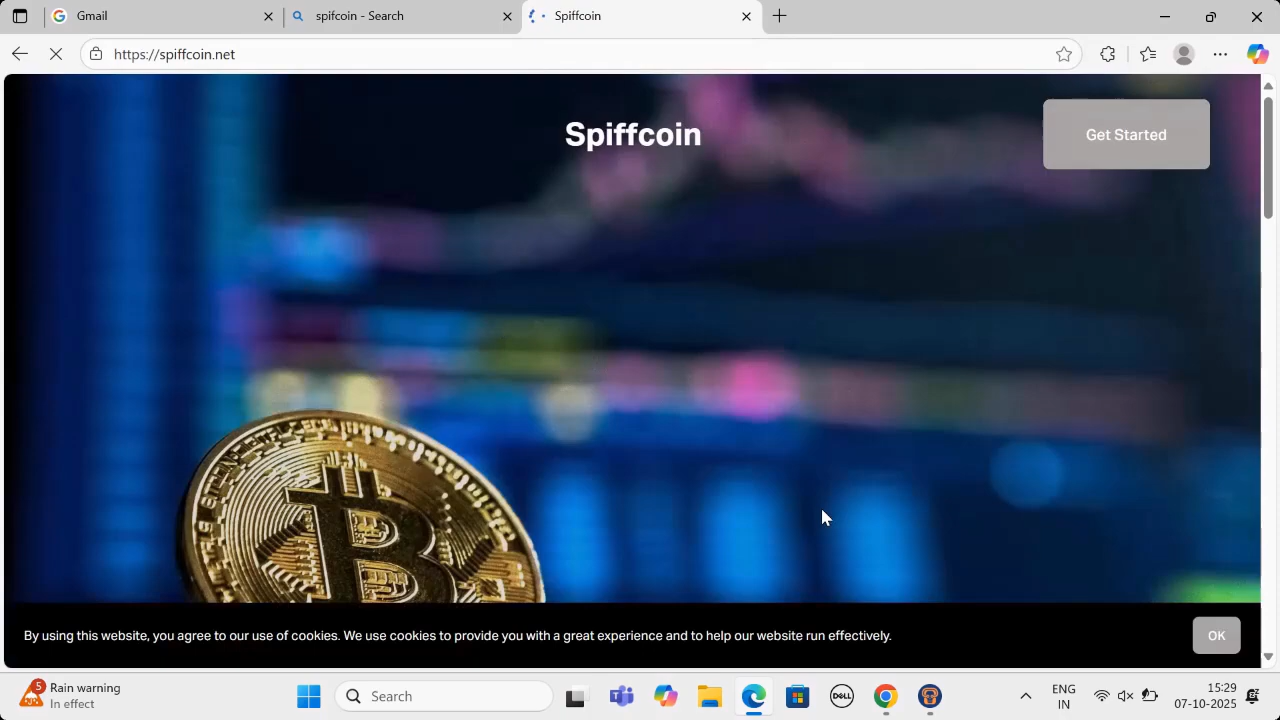 Gmail
spifcoin - Search
Spiffcoin
https://spiffcoin.net
Spiffcoin
Get Started
By using this website, you agree to our use of cookies. We use cookies to provide you with a great experience and to help our website run effectively.
OK
5
Rain warning
In effect
Search
DELL
ENG
IN
15:29
07-10-2025